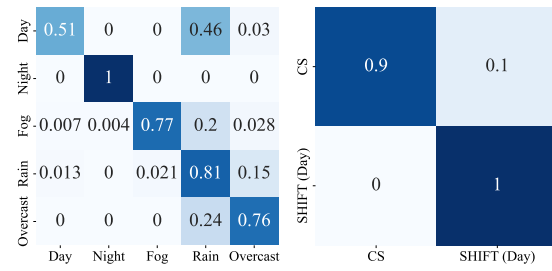 Day 0.51 0 0 0.46 0.03
Night 0 1 0 0 0
Fog 0.007 0.004 0.77 0.2 0.028
Rain 0.013 0 0.021 0.81 0.15
Overcast 0 0 0 0.24 0.76
Day Night Fog Rain Overcast
CS 0.9 0.1
SHIFT (Day) 0 1
CS SHIFT (Day)